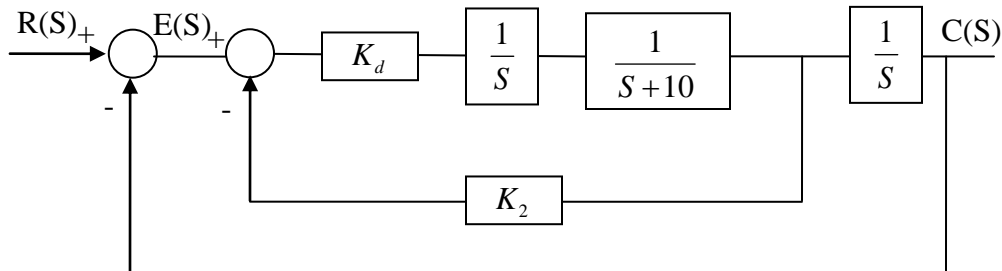 R(S) + E(S) + K_d 1/S 1/(S+10) 1/S C(S)
- -
K_2